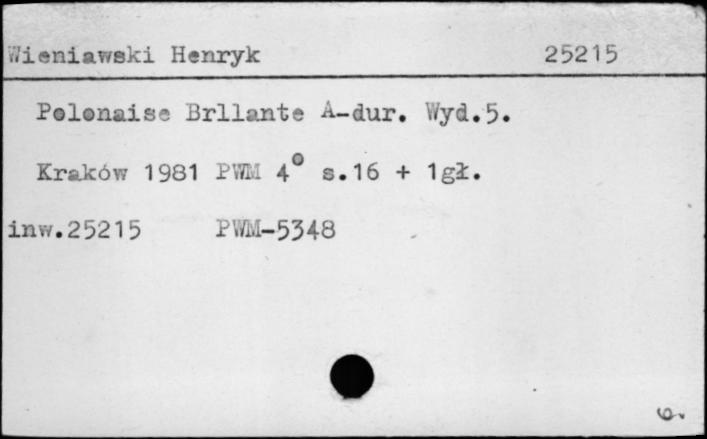 Wieniawski Henryk 25215
Polonaise Brllante A-dur. Wyd.5.
Kraków 1981 PWM 4° s.16 + 1gł.
inw.25215 PWM-5348